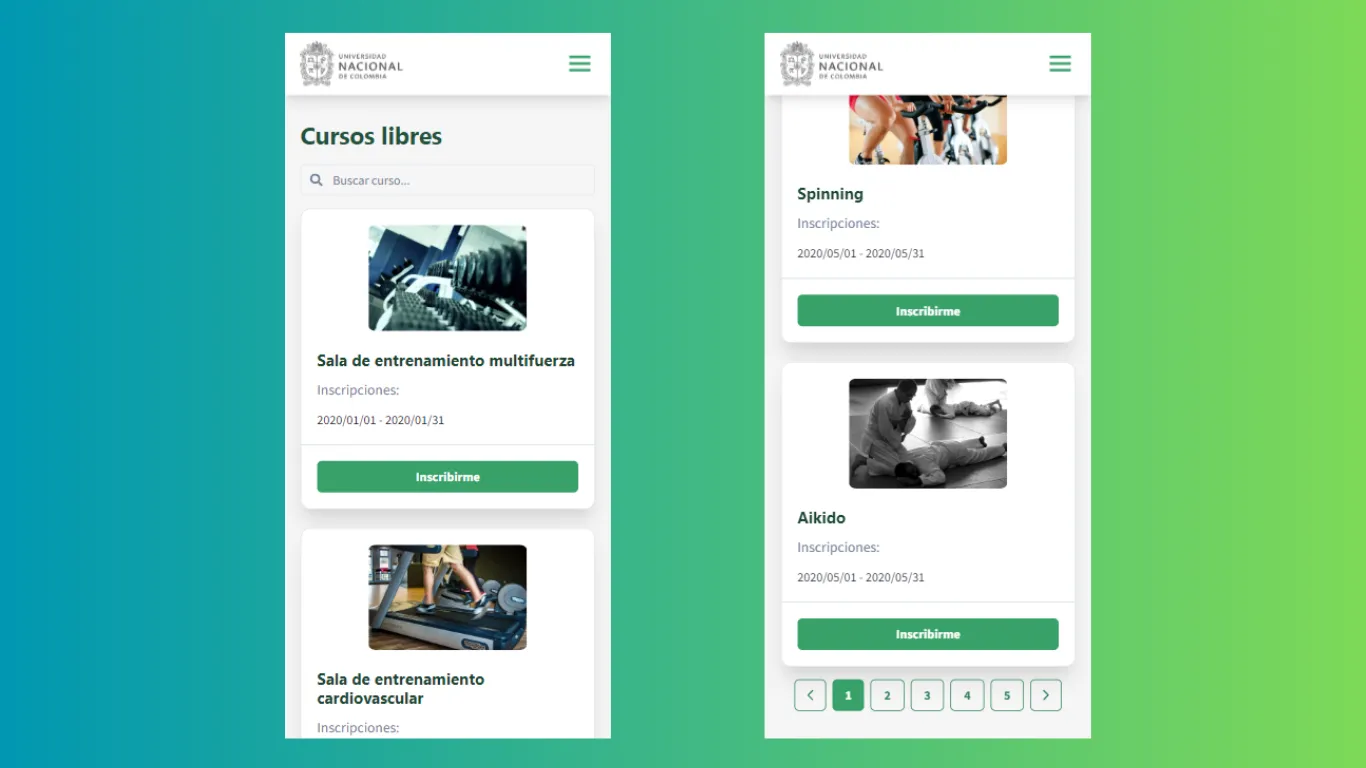 UNIVERSIDAD
NACIONAL
DE COLOMBIA
Cursos libres
Buscar curso...
Sala de entrenamiento multifuerza
Inscripciones:
2020/01/01 - 2020/01/31
Inscribirme
Sala de entrenamiento
cardiovascular
Inscripciones:
UNIVERSIDAD
NACIONAL
DE COLOMBIA
Spinning
Inscripciones:
2020/05/01 - 2020/05/31
Inscribirme
Aikido
Inscripciones:
2020/05/01 - 2020/05/31
Inscribirme
1 2 3 4 5